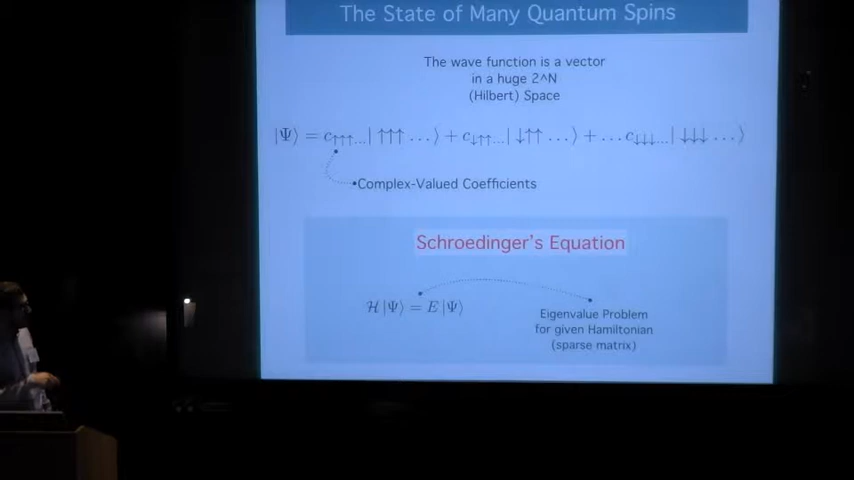 The State of Many Quantum Spins
The wave function is a vector
in a huge 2^N
(Hilbert) Space
|Ψ⟩ = c↑↑↑...| ↑↑↑ ...⟩ + c↓↑↑...| ↓↑↑ ...⟩ + ... c↓↓↓...| ↓↓↓ ...⟩
Complex-Valued Coefficients
Schroedinger's Equation
H |Ψ⟩ = E |Ψ⟩
Eigenvalue Problem
for given Hamiltonian
(sparse matrix)